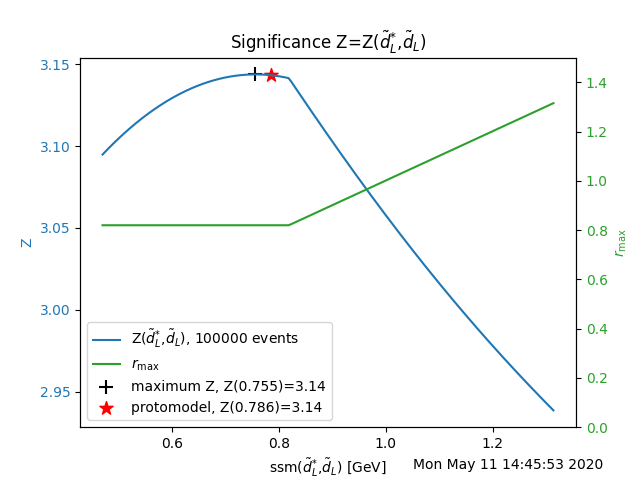 Significance Z=Z(d̃*L,d̃L)
3.15
3.10
3.05
3.00
2.95
Z
1.4
1.2
1.0
0.8
0.6
0.4
0.2
0.0
rmax
Z(d̃*L,d̃L), 100000 events
rmax
maximum Z, Z(0.755)=3.14
protomodel, Z(0.786)=3.14
0.6 0.8 1.0 1.2
ssm(d̃*L,d̃L) [GeV]
Mon May 11 14:45:53 2020